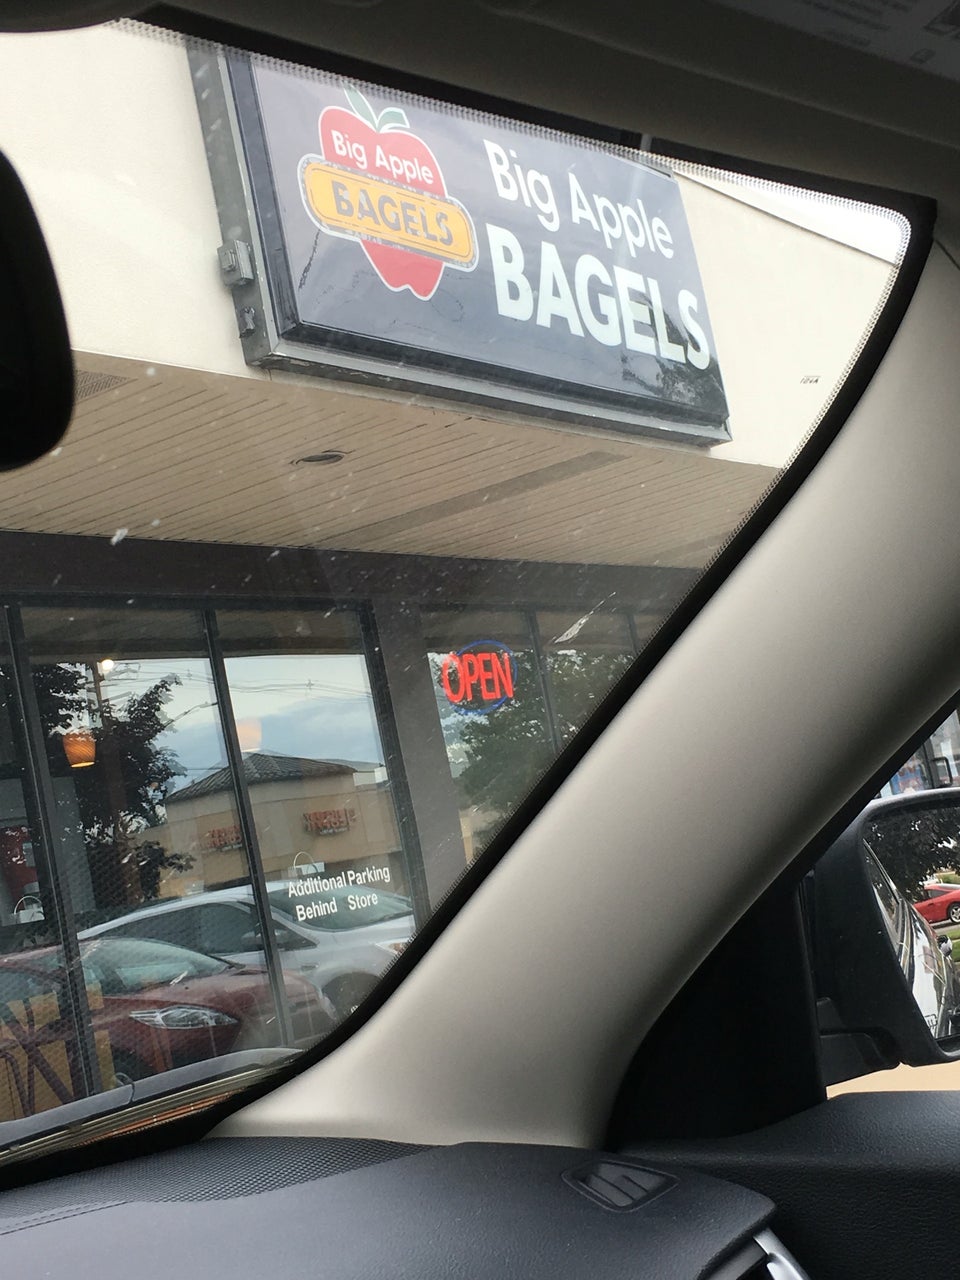 Big Apple
BAGELS
Big Apple
BAGELS
OPEN
Additional Parking
Behind Store